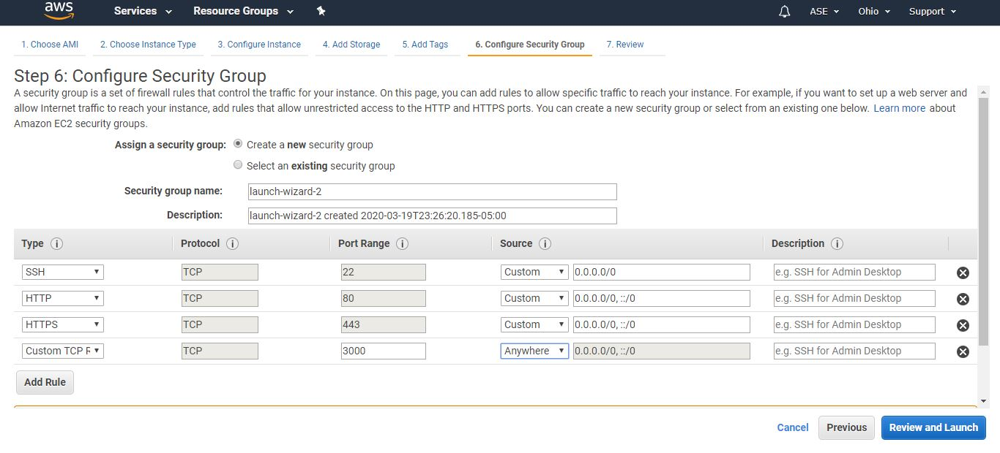 aws
Services Resource Groups ASE Ohio Support
1. Choose AMI 2. Choose Instance Type 3. Configure Instance 4. Add Storage 5. Add Tags 6. Configure Security Group 7. Review
Step 6: Configure Security Group
A security group is a set of firewall rules that control the traffic for your instance. On this page, you can add rules to allow specific traffic to reach your instance. For example, if you want to set up a web server and
allow Internet traffic to reach your instance, add rules that allow unrestricted access to the HTTP and HTTPS ports. You can create a new security group or select from an existing one below. Learn more about
Amazon EC2 security groups.
Assign a security group: Create a new security group
Select an existing security group
Security group name: launch-wizard-2
Description: launch-wizard-2 created 2020-03-19T23:26:20.185-05:00
Type i Protocol i Port Range i Source i Description i
SSH TCP 22 Custom 0.0.0.0/0 e.g. SSH for Admin Desktop
HTTP TCP 80 Custom 0.0.0.0/0, ::/0 e.g. SSH for Admin Desktop
HTTPS TCP 443 Custom 0.0.0.0/0, ::/0 e.g. SSH for Admin Desktop
Custom TCP R TCP 3000 Anywhere 0.0.0.0/0, ::/0 e.g. SSH for Admin Desktop
Add Rule
Cancel Previous Review and Launch